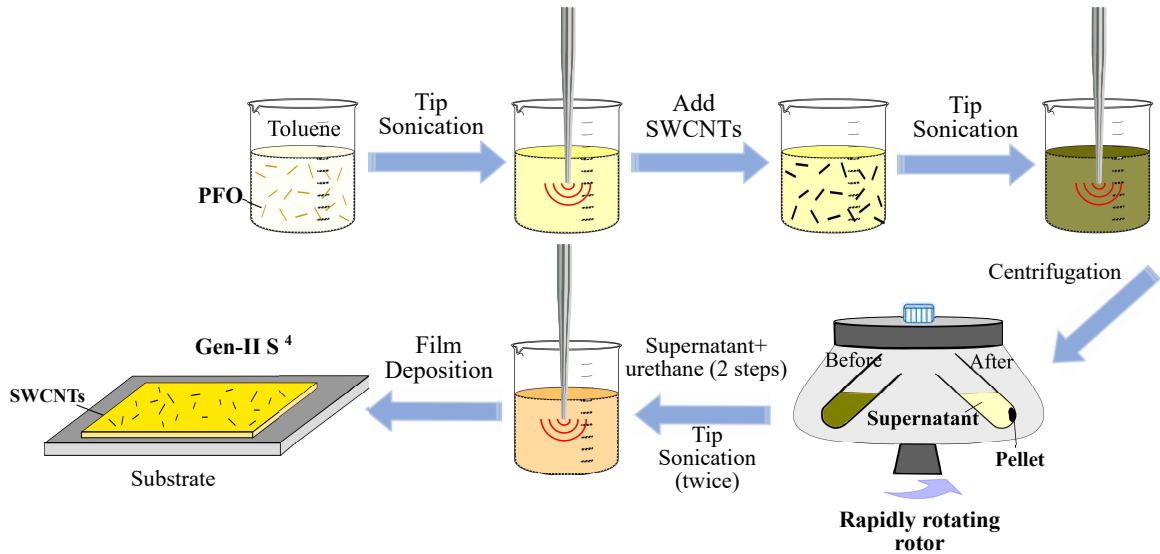 Toluene
PFO
Tip
Sonication
Add
SWCNTs
Tip
Sonication
Centrifugation
Before
After
Supernatant
Pellet
Rapidly rotating
rotor
Supernatant+
urethane (2 steps)
Tip
Sonication
(twice)
Film
Deposition
Gen-II S 4
SWCNTs
Substrate